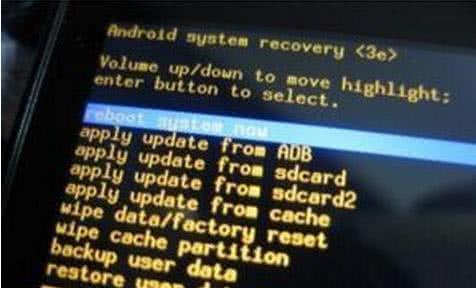 Android system recovery <3e>
Volume up/down to move highlight;
enter button to select.
reboot system now
apply update from ADB
apply update from sdcard
apply update from sdcard2
apply update from cache
wipe data/factory reset
wipe cache partition
backup user data
restore user